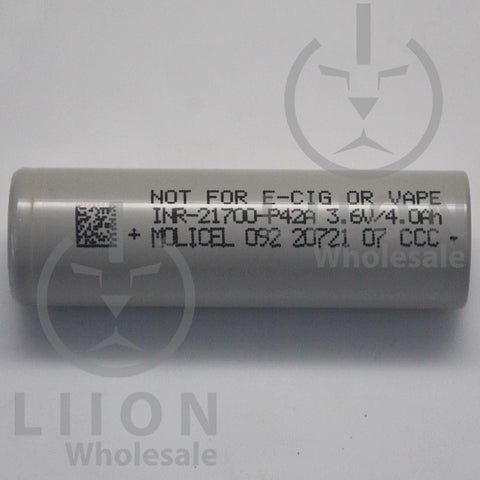 NOT FOR E-CIG OR VAPE
INR-21700-P42A 3.6V/4.0Ah
+ MOLICEL 092 20721 07 CCC -
Wholesale
LIION
Wholesale